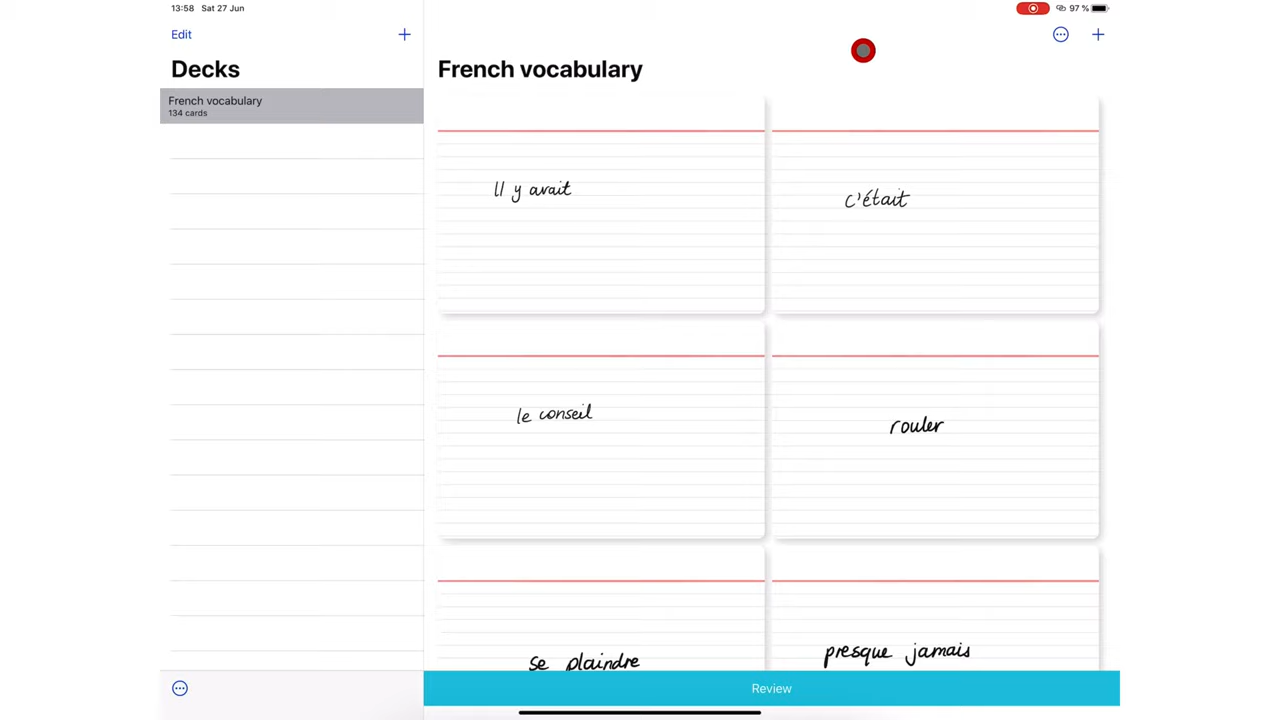 13:58 Sat 27 Jun
97 %
Edit
Decks
French vocabulary
134 cards
French vocabulary
Il y avait
c'était
le conseil
rouler
se plaindre
presque jamais
Review